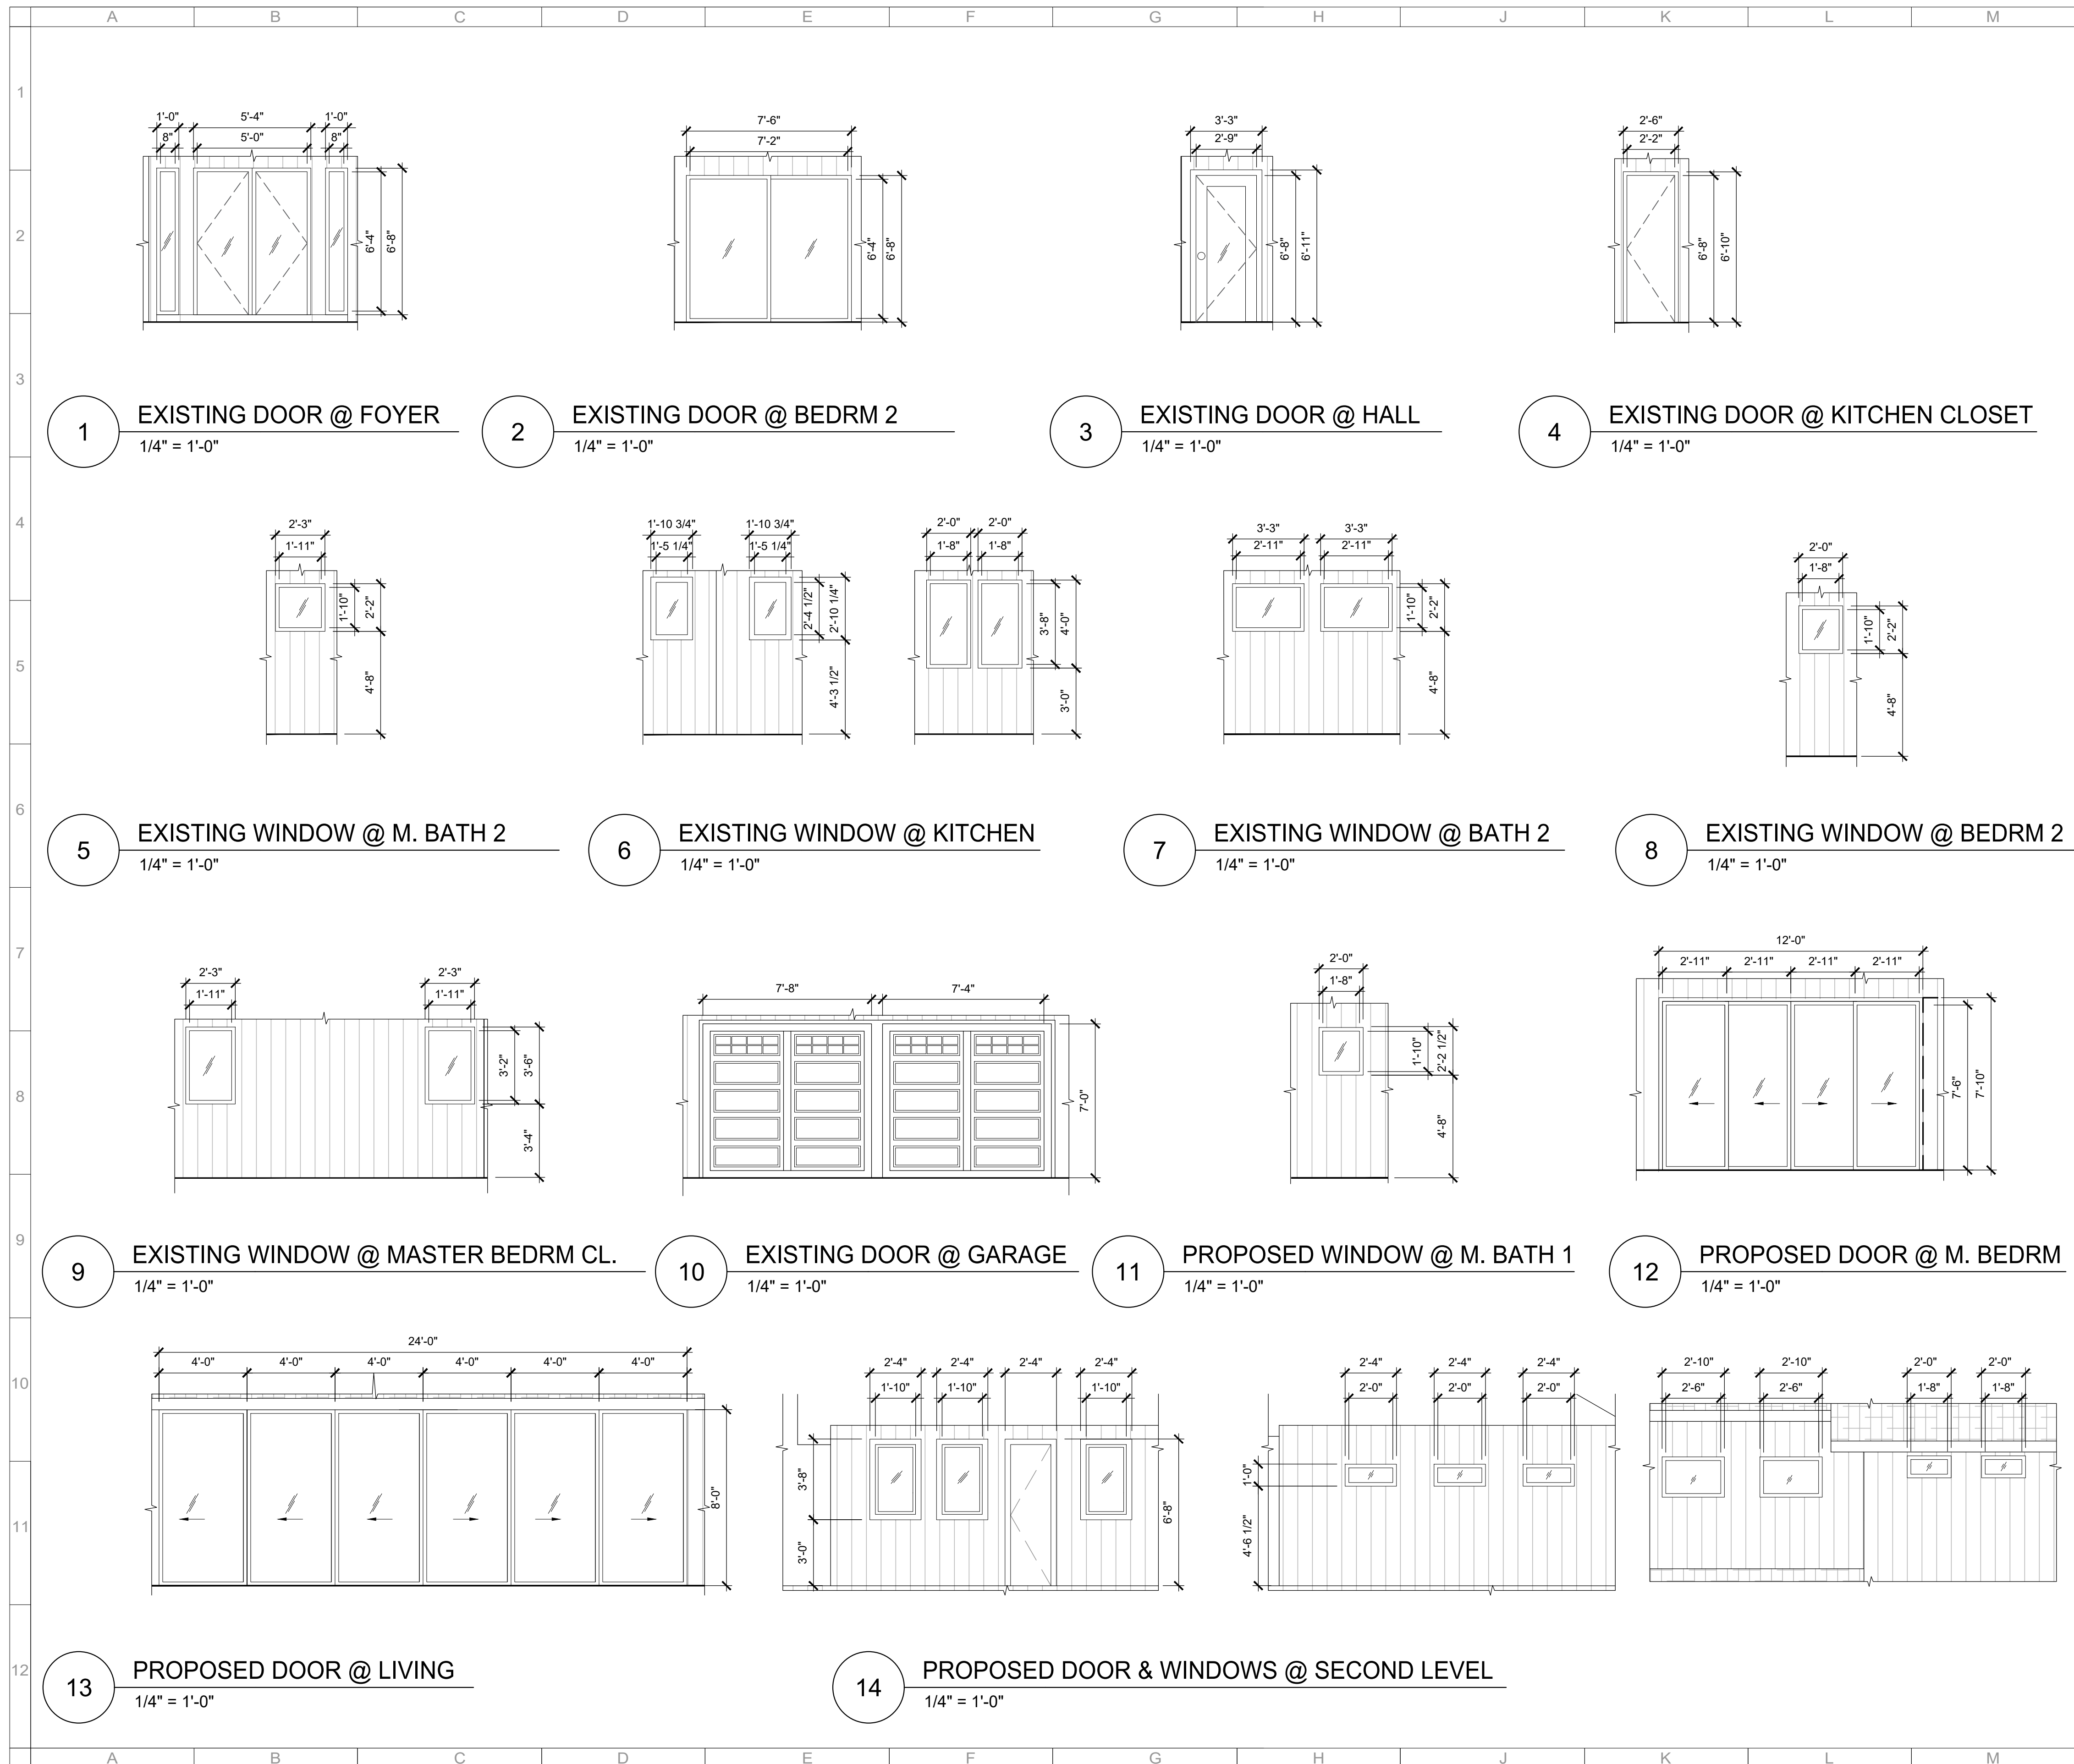 A B C D E F G H J K L M
1
1'-0" 5'-4" 1'-0"
8" 5'-0" 8"
6'-4" 6'-8"
7'-6"
7'-2"
6'-4" 6'-8"
3'-3"
2'-9"
6'-8" 6'-11"
2'-6"
2'-2"
6'-8" 6'-10"
2
3
1 EXISTING DOOR @ FOYER
1/4" = 1'-0"
2 EXISTING DOOR @ BEDRM 2
1/4" = 1'-0"
3 EXISTING DOOR @ HALL
1/4" = 1'-0"
4 EXISTING DOOR @ KITCHEN CLOSET
1/4" = 1'-0"
4
2'-3"
1'-11"
1'-10" 2'-2"
4'-8"
1'-10 3/4" 1'-10 3/4"
1'-5 1/4" 1'-5 1/4"
2'-4 1/2" 2'-10 1/4"
4'-3 1/2"
2'-0" 2'-0"
1'-8" 1'-8"
3'-8" 4'-0"
3'-0"
3'-3" 3'-3"
2'-11" 2'-11"
1'-10" 2'-2"
4'-8"
2'-0"
1'-8"
1'-10" 2'-2"
4'-8"
5
6
5 EXISTING WINDOW @ M. BATH 2
1/4" = 1'-0"
6 EXISTING WINDOW @ KITCHEN
1/4" = 1'-0"
7 EXISTING WINDOW @ BATH 2
1/4" = 1'-0"
8 EXISTING WINDOW @ BEDRM 2
1/4" = 1'-0"
7
2'-3" 2'-3"
1'-11" 1'-11"
3'-2" 3'-6"
3'-4"
7'-8" 7'-4"
7'-0"
2'-0"
1'-8"
1'-10" 2'-2 1/2"
4'-8"
12'-0"
2'-11" 2'-11" 2'-11" 2'-11"
7'-6" 7'-10"
8
9
9 EXISTING WINDOW @ MASTER BEDRM CL.
1/4" = 1'-0"
10 EXISTING DOOR @ GARAGE
1/4" = 1'-0"
11 PROPOSED WINDOW @ M. BATH 1
1/4" = 1'-0"
12 PROPOSED DOOR @ M. BEDRM
1/4" = 1'-0"
10
24'-0"
4'-0" 4'-0" 4'-0" 4'-0" 4'-0" 4'-0"
8'-0"
2'-4" 2'-4" 2'-4" 2'-4"
1'-10" 1'-10" 1'-10"
3'-8"
3'-0"
6'-8"
2'-4" 2'-4" 2'-4"
2'-0" 2'-0" 2'-0"
1'-0"
4'-6 1/2"
2'-10" 2'-10" 2'-0" 2'-0"
2'-6" 2'-6" 1'-8" 1'-8"
11
12
13 PROPOSED DOOR @ LIVING
1/4" = 1'-0"
14 PROPOSED DOOR & WINDOWS @ SECOND LEVEL
1/4" = 1'-0"
A B C D E F G H J K L M